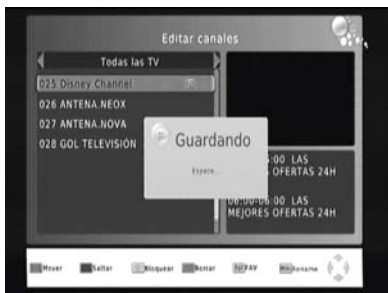 Editar canales
Todas las TV
025 Disney Channel
026 ANTENA.NEOX
027 ANTENA.NOVA
028 GOL TELEVISIÓN
Guardando
Espere...
:00 LAS
OFERTAS 24H
06:00-06:00 LAS
MEJORES OFERTAS 24H
Mover
Saltar
Bloquear
Borrar
FAV
Rename